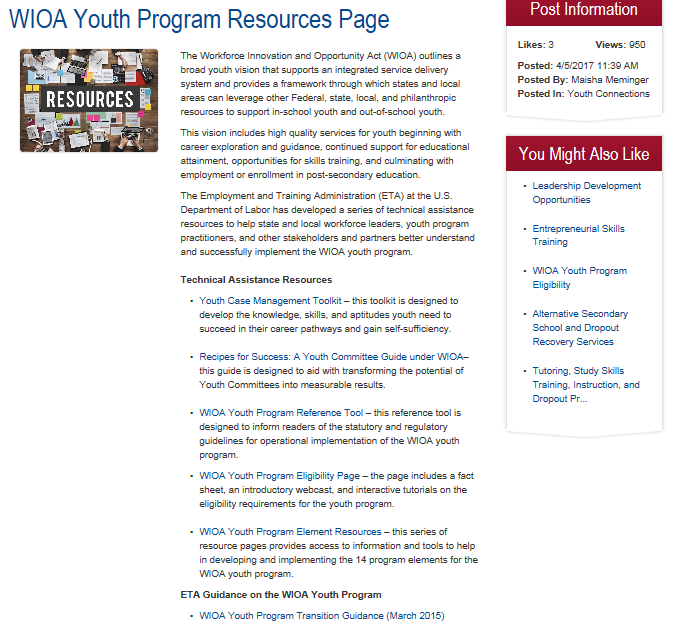 WIOA Youth Program Resources Page
RESOURCES
The Workforce Innovation and Opportunity Act (WIOA) outlines a
broad youth vision that supports an integrated service delivery
system and provides a framework through which states and local
areas can leverage other Federal, state, local, and philanthropic
resources to support in-school youth and out-of-school youth.
This vision includes high quality services for youth beginning with
career exploration and guidance, continued support for educational
attainment, opportunities for skills training, and culminating with
employment or enrollment in post-secondary education.
The Employment and Training Administration (ETA) at the U.S.
Department of Labor has developed a series of technical assistance
resources to help state and local workforce leaders, youth program
practitioners, and other stakeholders and partners better understand
and successfully implement the WIOA youth program.
Technical Assistance Resources
• Youth Case Management Toolkit – this toolkit is designed to
develop the knowledge, skills, and aptitudes youth need to
succeed in their career pathways and gain self-sufficiency.
• Recipes for Success: A Youth Committee Guide under WIOA–
this guide is designed to aid with transforming the potential of
Youth Committees into measurable results.
• WIOA Youth Program Reference Tool – this reference tool is
designed to inform readers of the statutory and regulatory
guidelines for operational implementation of the WIOA youth
program.
• WIOA Youth Program Eligibility Page – the page includes a fact
sheet, an introductory webcast, and interactive tutorials on the
eligibility requirements for the youth program.
• WIOA Youth Program Element Resources – this series of
resource pages provides access to information and tools to help
in developing and implementing the 14 program elements for the
WIOA youth program.
ETA Guidance on the WIOA Youth Program
• WIOA Youth Program Transition Guidance (March 2015)
Post Information
Likes: 3 Views: 950
Posted: 4/5/2017 11:39 AM
Posted By: Maisha Meminger
Posted In: Youth Connections
You Might Also Like
• Leadership Development
Opportunities
• Entrepreneurial Skills
Training
• WIOA Youth Program
Eligibility
• Alternative Secondary
School and Dropout
Recovery Services
• Tutoring, Study Skills
Training, Instruction, and
Dropout Pr...